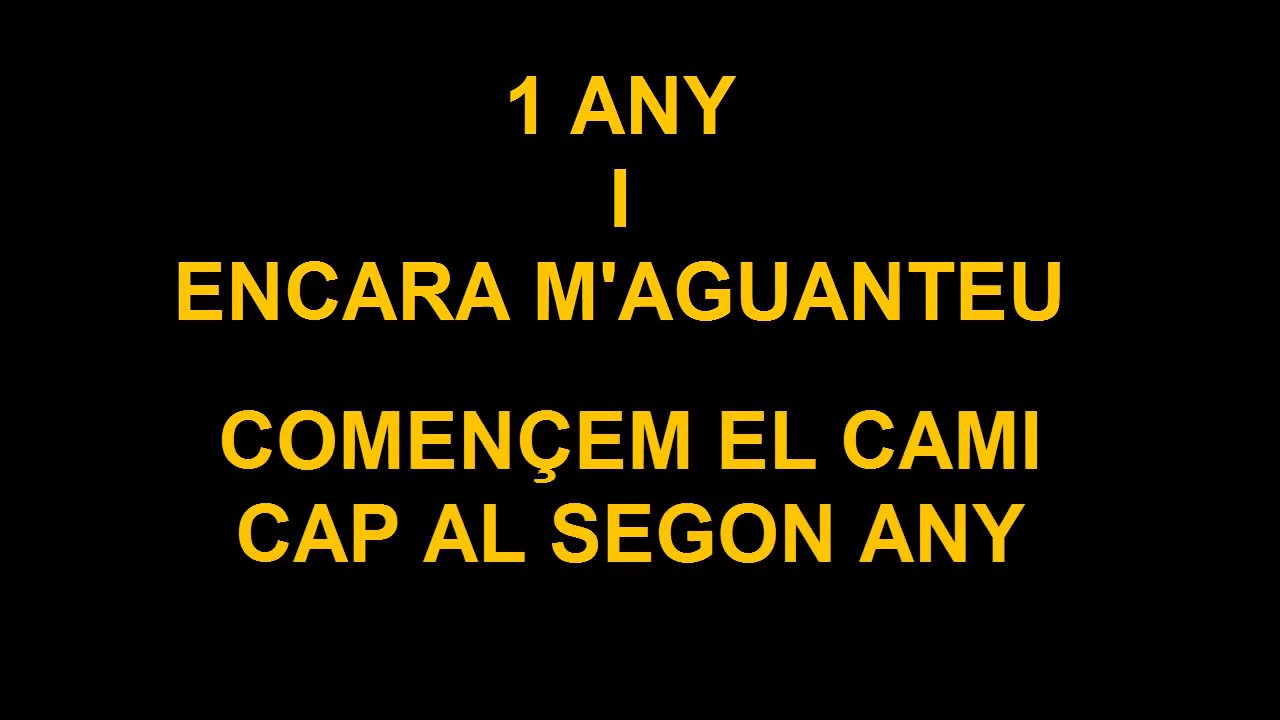 1 ANY
I
ENCARA M'AGUANTEU
COMENÇEM EL CAMI
CAP AL SEGON ANY